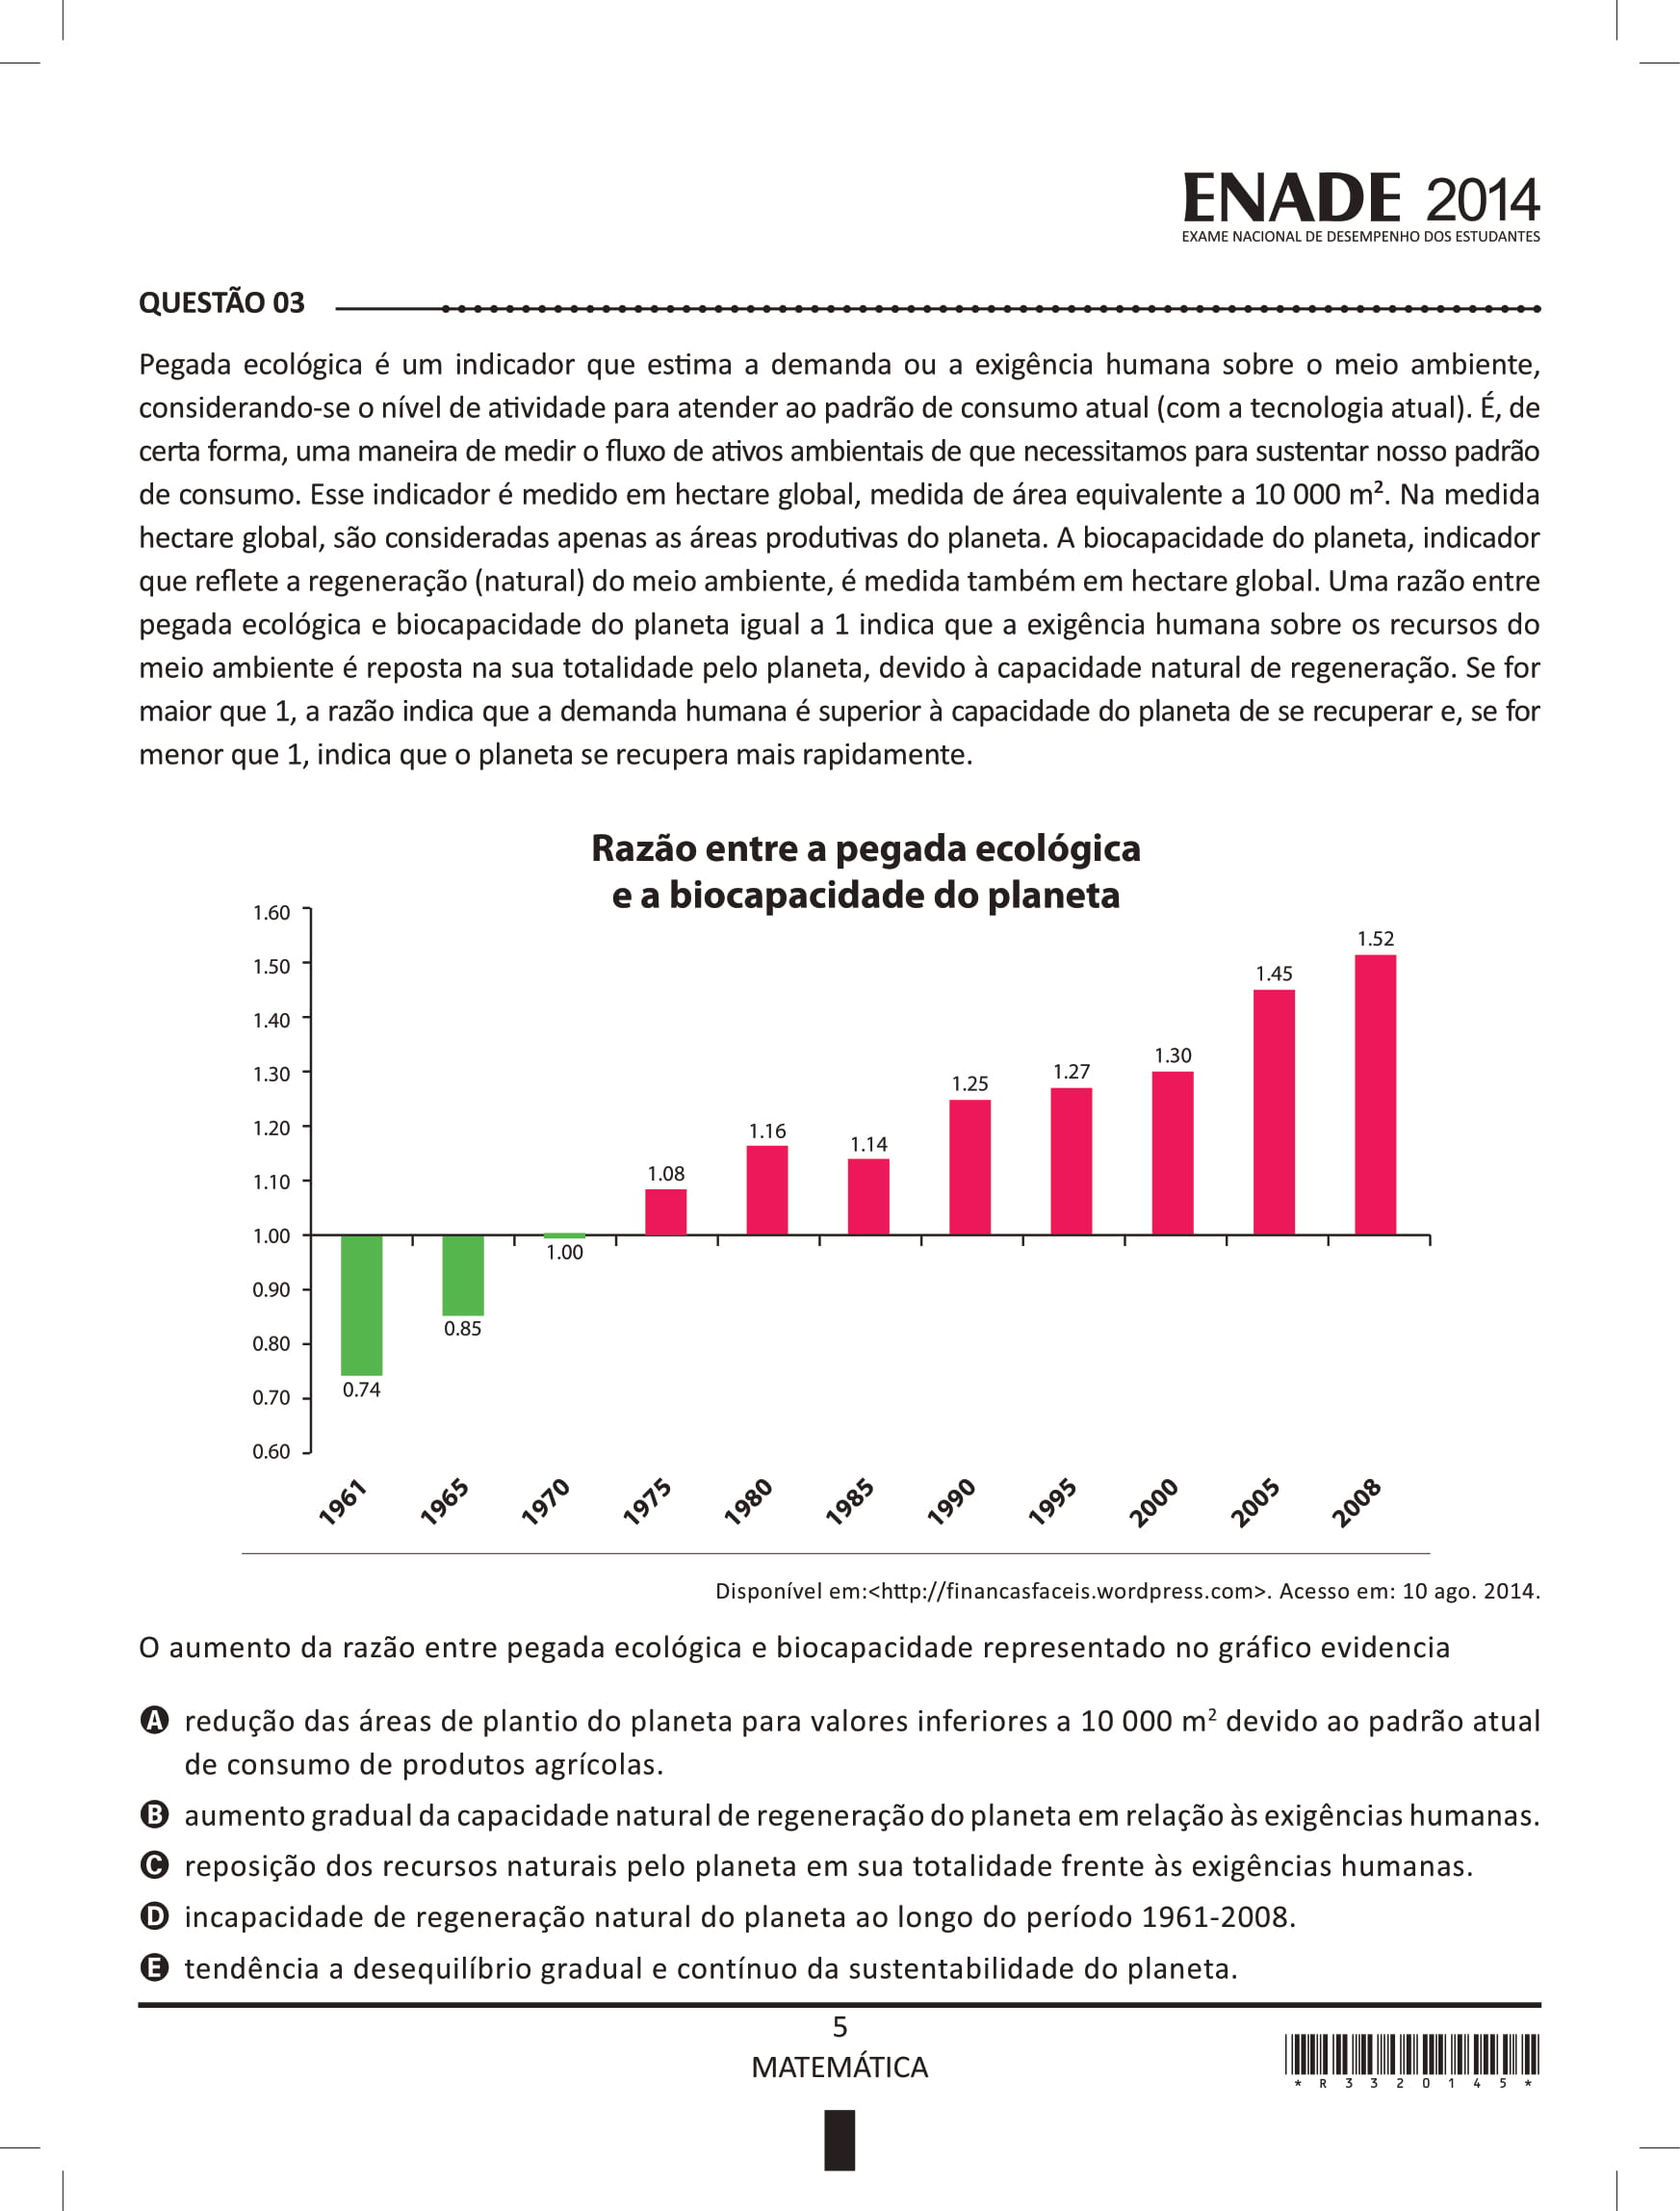 ENADE 2014
EXAME NACIONAL DE DESEMPENHO DOS ESTUDANTES
QUESTÃO 03
Pegada ecológica é um indicador que estima a demanda ou a exigência humana sobre o meio ambiente,
considerando-se o nível de atividade para atender ao padrão de consumo atual (com a tecnologia atual). É, de
certa forma, uma maneira de medir o fluxo de ativos ambientais de que necessitamos para sustentar nosso padrão
de consumo. Esse indicador é medido em hectare global, medida de área equivalente a 10 000 m². Na medida
hectare global, são consideradas apenas as áreas produtivas do planeta. A biocapacidade do planeta, indicador
que reflete a regeneração (natural) do meio ambiente, é medida também em hectare global. Uma razão entre
pegada ecológica e biocapacidade do planeta igual a 1 indica que a exigência humana sobre os recursos do
meio ambiente é reposta na sua totalidade pelo planeta, devido à capacidade natural de regeneração. Se for
maior que 1, a razão indica que a demanda humana é superior à capacidade do planeta de se recuperar e, se for
menor que 1, indica que o planeta se recupera mais rapidamente.
Razão entre a pegada ecológica
e a biocapacidade do planeta
1.60
1.50
1.40
1.30
1.20
1.10
1.00
0.90
0.80
0.70
0.60
0.74
0.85
1.00
1.08
1.16
1.14
1.25
1.27
1.30
1.45
1.52
1961 1965 1970 1975 1980 1985 1990 1995 2000 2005 2008
Disponível em:<http://financasfaceis.wordpress.com>. Acesso em: 10 ago. 2014.
O aumento da razão entre pegada ecológica e biocapacidade representado no gráfico evidencia
A redução das áreas de plantio do planeta para valores inferiores a 10 000 m² devido ao padrão atual
de consumo de produtos agrícolas.
B aumento gradual da capacidade natural de regeneração do planeta em relação às exigências humanas.
C reposição dos recursos naturais pelo planeta em sua totalidade frente às exigências humanas.
D incapacidade de regeneração natural do planeta ao longo do período 1961-2008.
E tendência a desequilíbrio gradual e contínuo da sustentabilidade do planeta.
5
MATEMÁTICA
* R 3 3 2 0 1 4 5 *